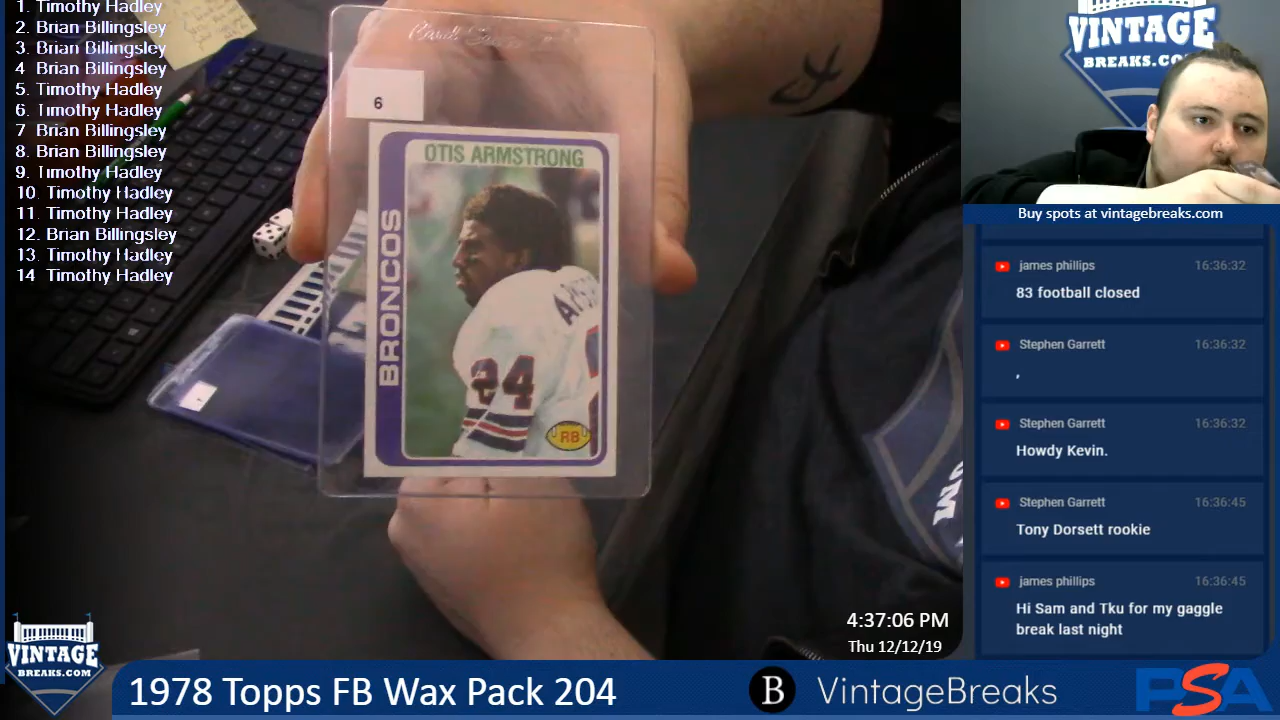 1. Timothy Hadley
2. Brian Billingsley
3. Brian Billingsley
4 Brian Billingsley
5. Timothy Hadley
6. Timothy Hadley
7 Brian Billingsley
8. Brian Billingsley
9. Timothy Hadley
10. Timothy Hadley
11 Timothy Hadley
12. Brian Billingsley
13. Timothy Hadley
14 Timothy Hadley
6
OTIS ARMSTRONG
BRONCOS
24
RB
VINTAGE
BREAKS.COM
Buy spots at vintagebreaks.com
james phillips 16:36:32
83 football closed
Stephen Garrett 16:36:32
,
Stephen Garrett 16:36:32
Howdy Kevin.
Stephen Garrett 16:36:45
Tony Dorsett rookie
james phillips 16:36:45
Hi Sam and Tku for my gaggle
break last night
4:37:06 PM
Thu 12/12/19
VINTAGE
BREAKS.COM
1978 Topps FB Wax Pack 204
B VintageBreaks
PSA